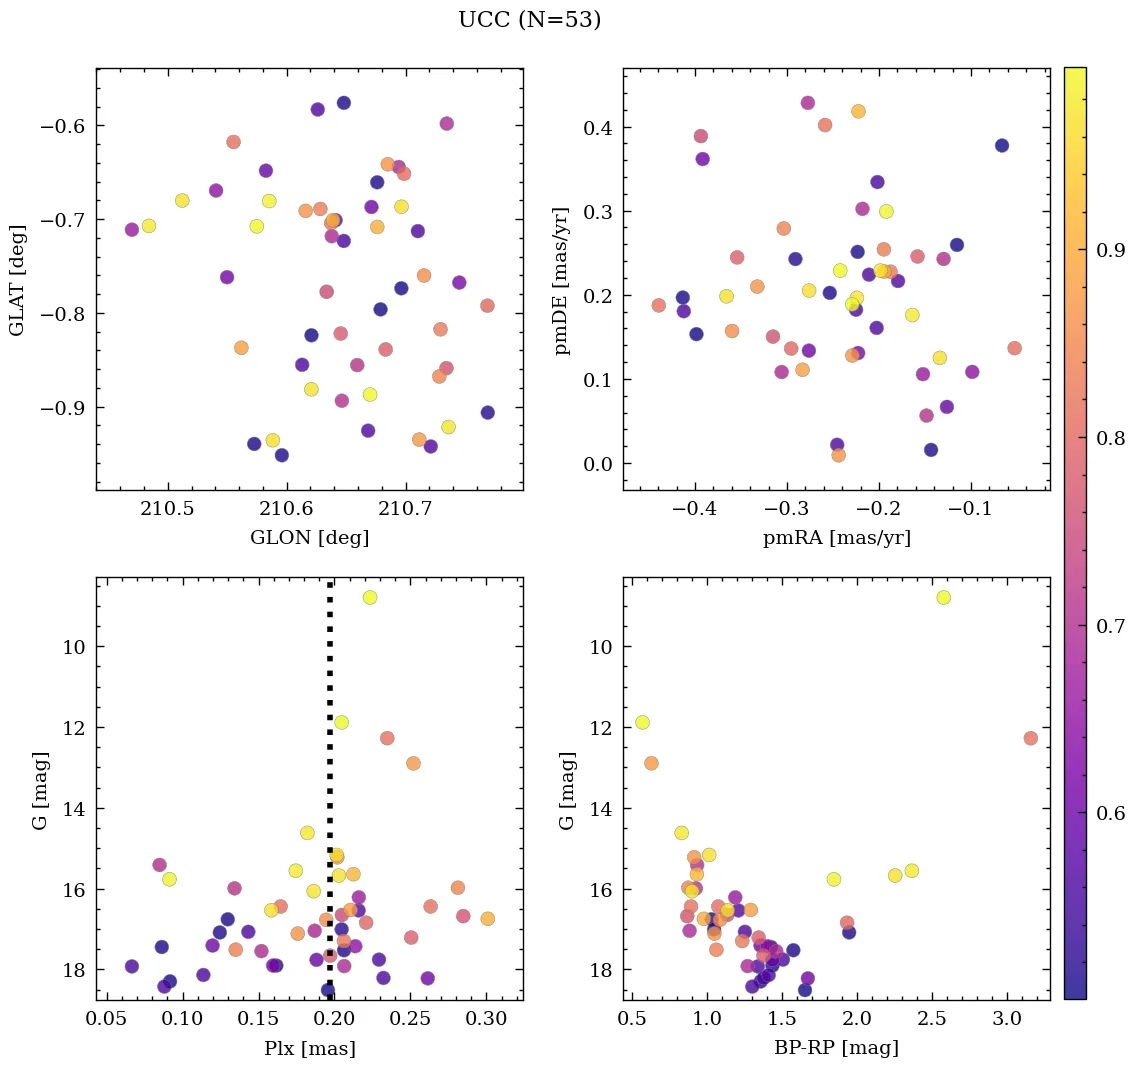 UCC (N=53)
−0.6
−0.7
−0.8
−0.9
GLAT [deg]
210.5 210.6 210.7
GLON [deg]
0.4
0.3
0.2
0.1
0.0
pmDE [mas/yr]
−0.4 −0.3 −0.2 −0.1
pmRA [mas/yr]
10
12
14
16
18
G [mag]
0.05 0.10 0.15 0.20 0.25 0.30
Plx [mas]
10
12
14
16
18
G [mag]
0.5 1.0 1.5 2.0 2.5 3.0
BP-RP [mag]
0.9
0.8
0.7
0.6